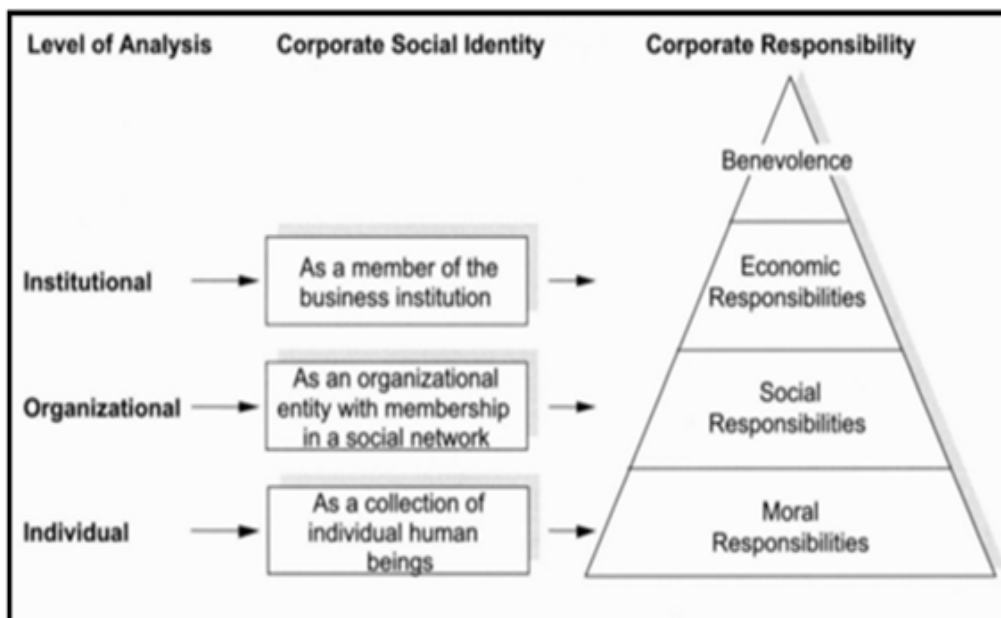 Level of Analysis
Corporate Social Identity
Corporate Responsibility
Benevolence
Institutional
As a member of the
business institution
Economic
Responsibilities
Organizational
As an organizational
entity with membership
in a social network
Social
Responsibilities
Individual
As a collection of
individual human
beings
Moral
Responsibilities